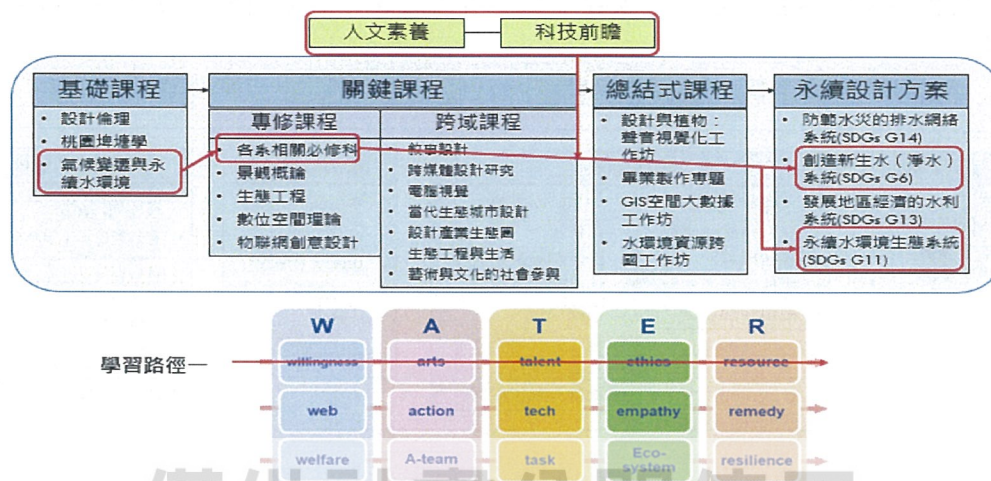 人文素養
科技前瞻
基礎課程
設計倫理
桃園埤塘學
氣候變遷與永
續水環境
關鍵課程
專修課程
各系相關必修科
景觀概論
生態工程
數位空間理論
物聯網創意設計
跨域課程
敘事設計
跨媒體設計研究
電腦視覺
當代生態城市設計
設計產業生態圈
生態工程與生活
藝術與文化的社會參與
總結式課程
設計與植物：
聲音視覺化工
作坊
畢業製作專題
GIS空間大數據
工作坊
水環境資源跨
國工作坊
永續設計方案
防範水災的排水網絡
系統(SDGs G14)
創造新生水（淨水）
系統(SDGs G6)
發展地區經濟的水利
系統(SDGs G13)
永續水環境生態系統
(SDGs G11)
W A T E R
學習路徑一
willingness arts talent ethics resource
web action tech empathy remedy
welfare A-team task Eco-
system resilience